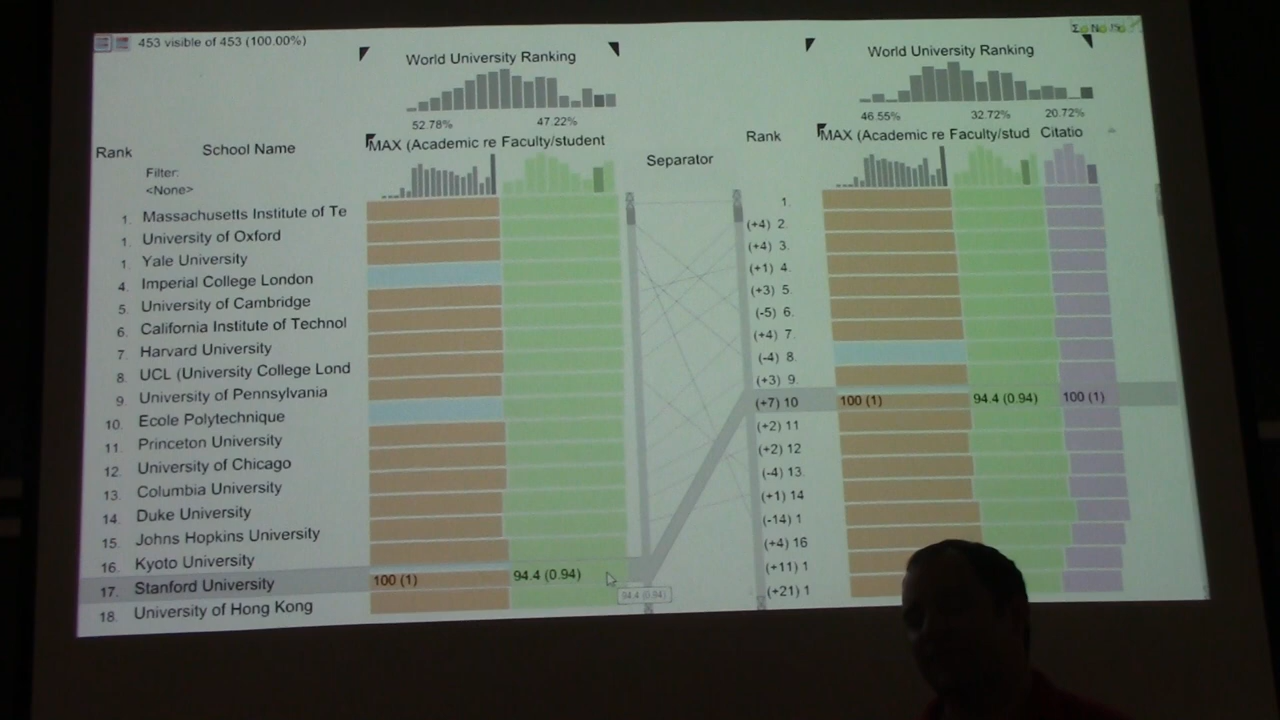 453 visible of 453 (100.00%)
World University Ranking
World University Ranking
52.78% 47.22%
46.55% 32.72% 20.72%
Rank School Name MAX (Academic re Faculty/student Separator Rank MAX (Academic re Faculty/stud Citatio
Filter:
<None>
1. Massachusetts Institute of Te 1.
1. University of Oxford (+4) 2.
1. Yale University (+4) 3.
4. Imperial College London (+1) 4.
5. University of Cambridge (+3) 5.
6. California Institute of Technol (-5) 6.
7. Harvard University (+4) 7.
8. UCL (University College Lond (-4) 8.
9. University of Pennsylvania (+3) 9.
10. Ecole Polytechnique (+7) 10 100 (1) 94.4 (0.94) 100 (1)
11. Princeton University (+2) 11
12. University of Chicago (+2) 12
13. Columbia University (-4) 13.
14. Duke University (+1) 14
15. Johns Hopkins University (-14) 1
16. Kyoto University (+4) 16
17. Stanford University 100 (1) 94.4 (0.94) (+11) 1
94.4 (0.94)
18. University of Hong Kong (+21) 1